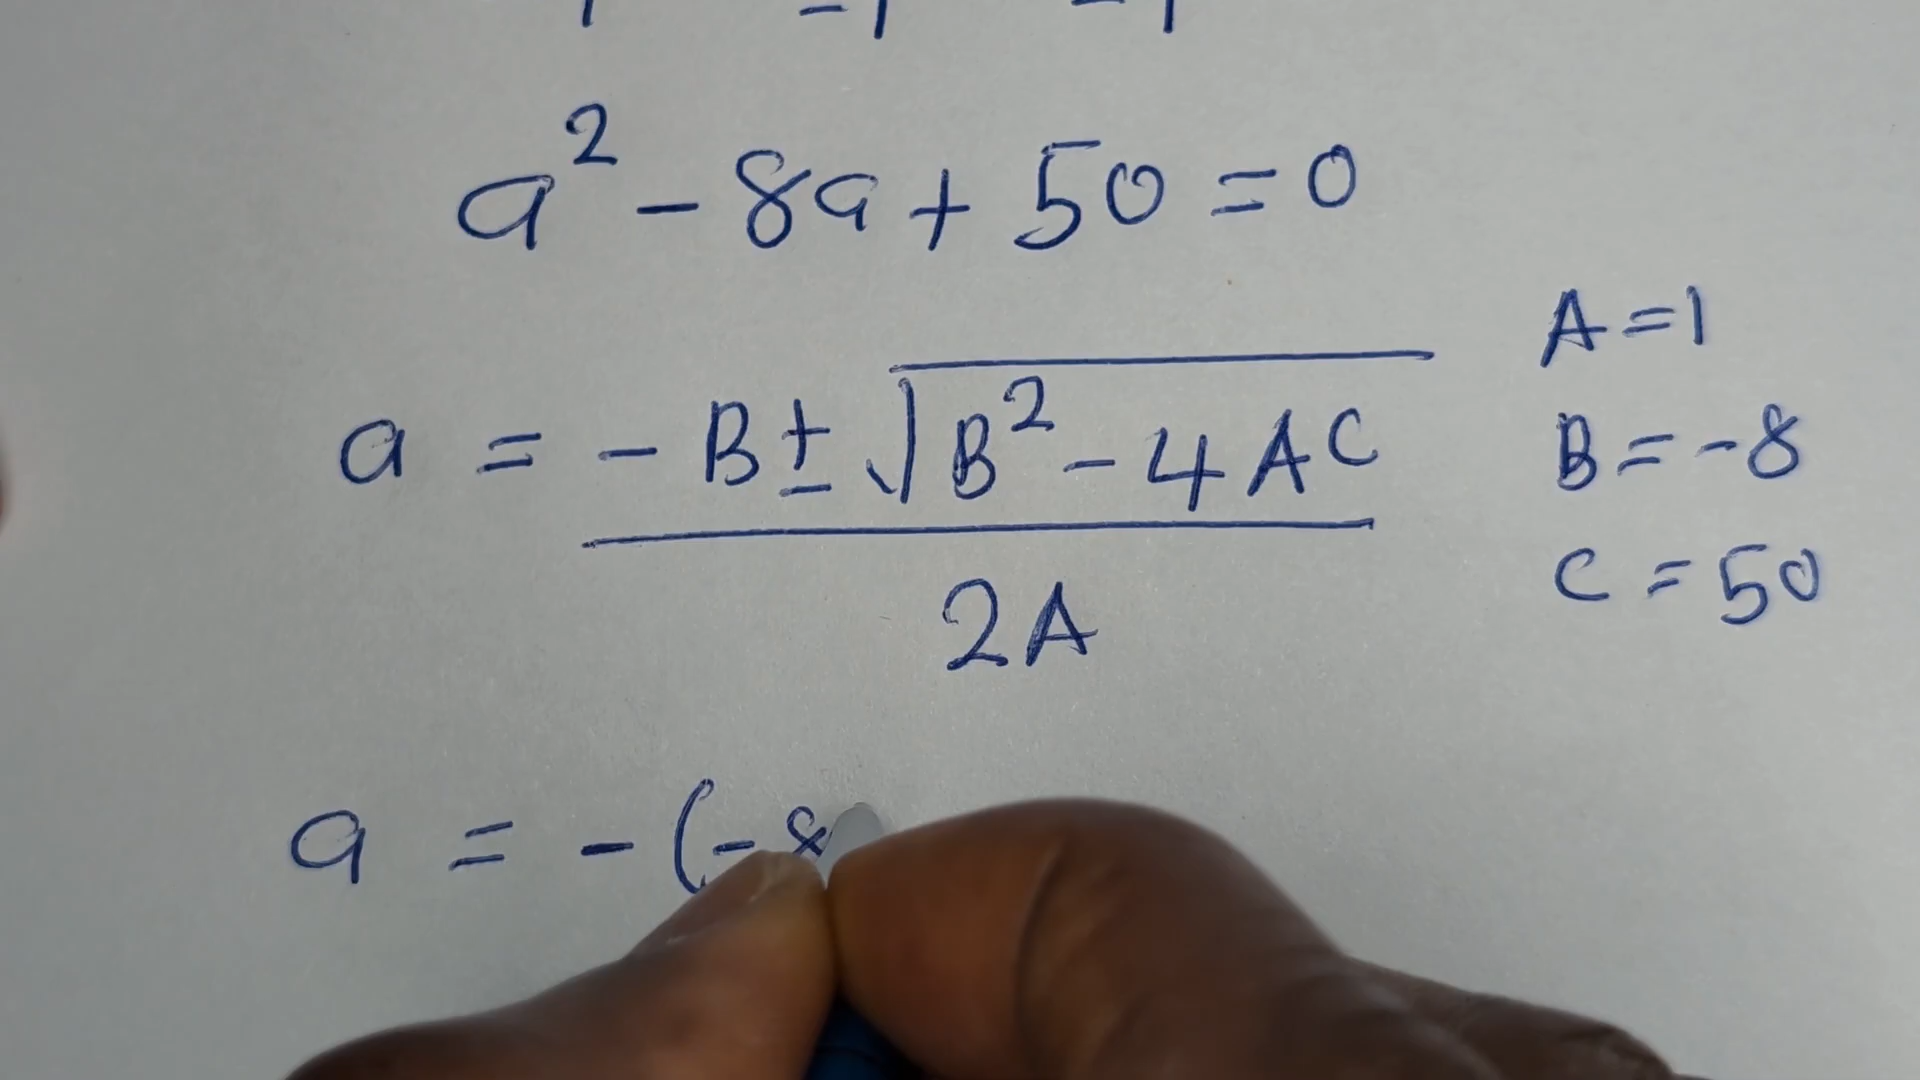 a² - 8a + 50 = 0
A = 1
a = - B ± √B² - 4AC
B = -8
2A
C = 50
a = - (-8